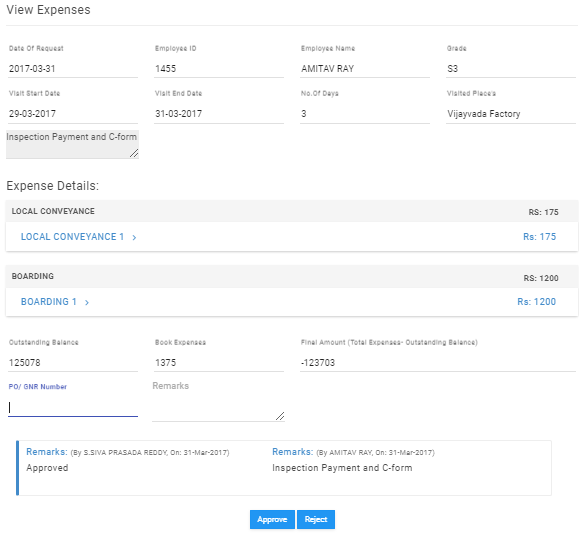 View Expenses
Date Of Request Employee ID Employee Name Grade
2017-03-31 1455 AMITAV RAY S3
Visit Start Date Visit End Date No.Of Days Visited Place's
29-03-2017 31-03-2017 3 Vijayvada Factory
Inspection Payment and C-form
Expense Details:
LOCAL CONVEYANCE RS: 175
LOCAL CONVEYANCE 1 > Rs: 175
BOARDING RS: 1200
BOARDING 1 > Rs: 1200
Outstanding Balance Book Expenses Final Amount (Total Expenses- Outstanding Balance)
125078 1375 -123703
PO/ GNR Number Remarks
Remarks: (By S.SIVA PRASADA REDDY, On: 31-Mar-2017) Remarks: (By AMITAV RAY, On: 31-Mar-2017)
Approved Inspection Payment and C-form
Approve Reject